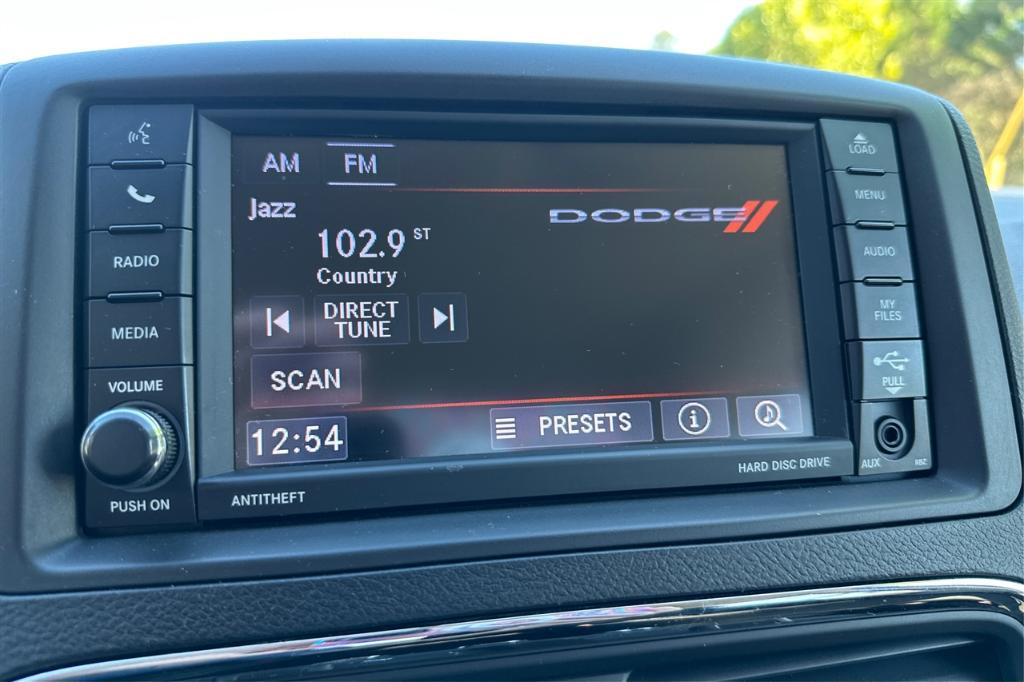 AM FM
Jazz
DODGE
102.9 ST
Country
DIRECT
TUNE
SCAN
12:54
PRESETS
RADIO
MEDIA
VOLUME
PUSH ON
ANTITHEFT
HARD DISC DRIVE
LOAD
MENU
AUDIO
MY
FILES
PULL
AUX RBZ